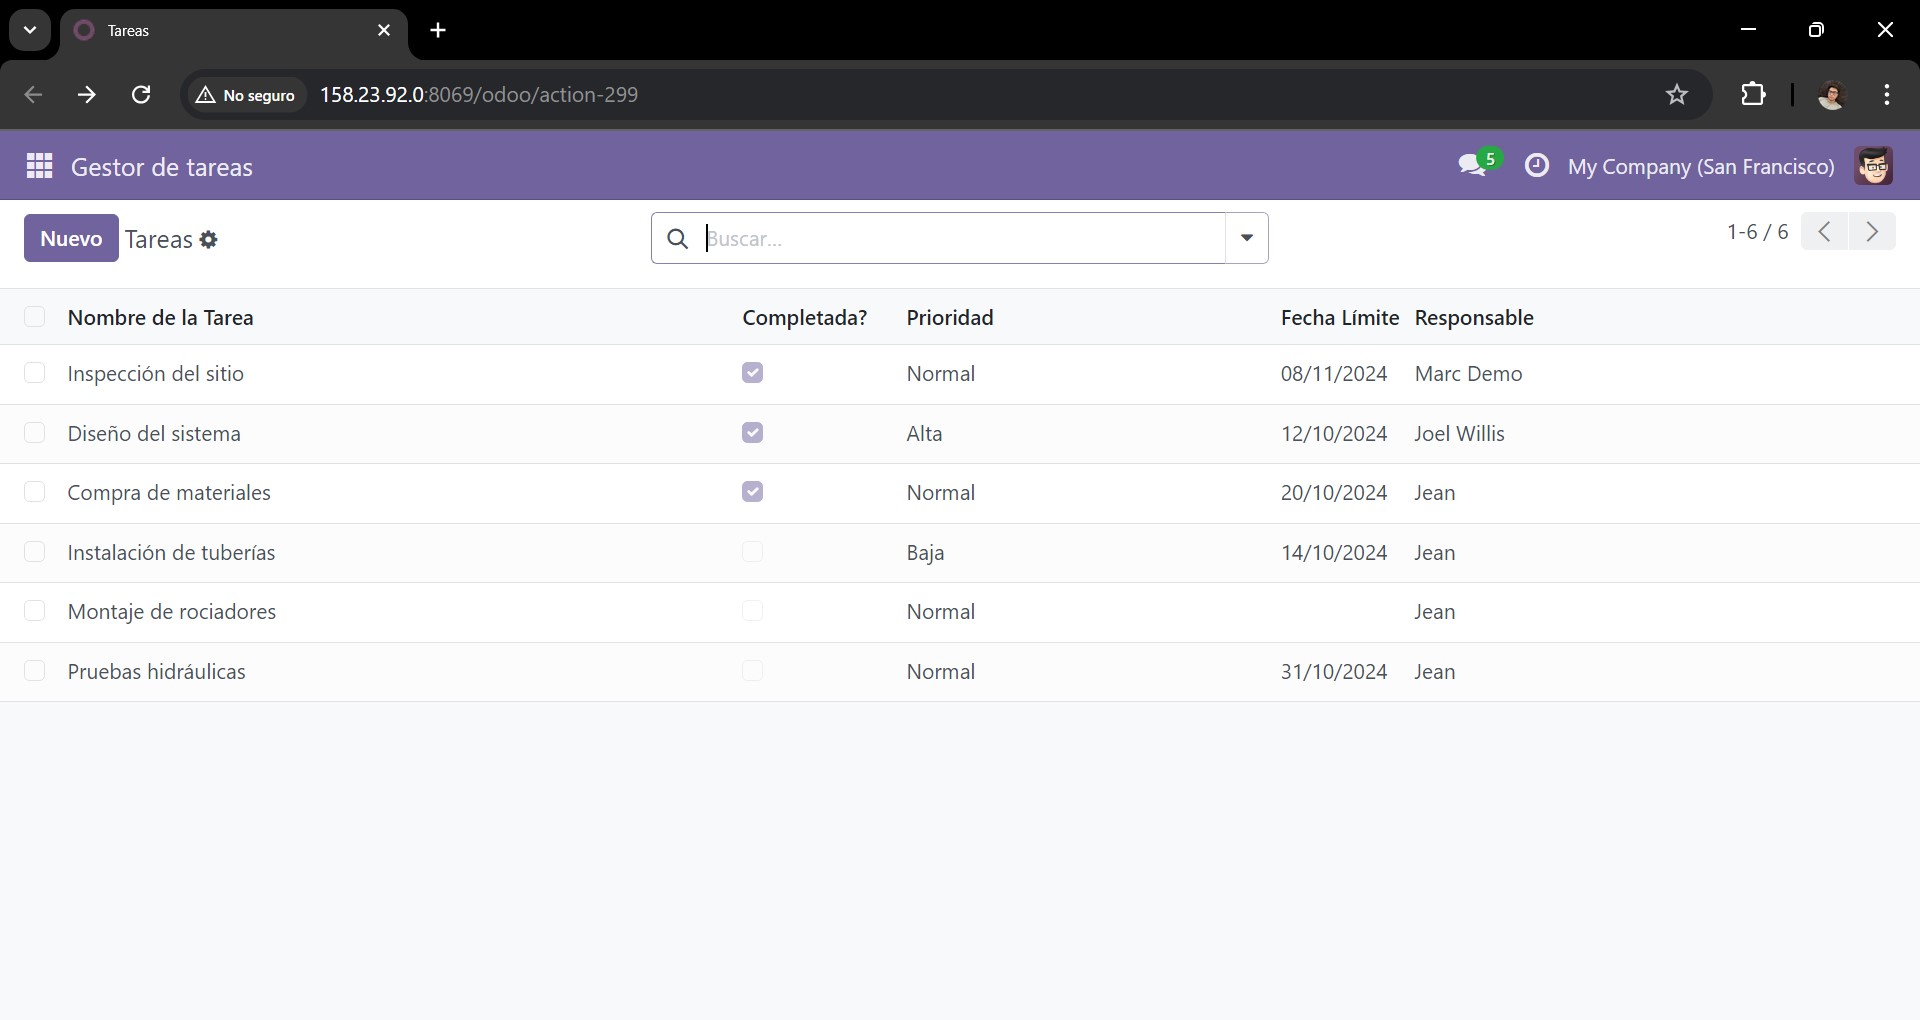 Tareas
No seguro 158.23.92.0:8069/odoo/action-299
Gestor de tareas 5 My Company (San Francisco)
Nuevo Tareas Buscar... 1-6 / 6
Nombre de la Tarea Completada? Prioridad Fecha Límite Responsable
Inspección del sitio Normal 08/11/2024 Marc Demo
Diseño del sistema Alta 12/10/2024 Joel Willis
Compra de materiales Normal 20/10/2024 Jean
Instalación de tuberías Baja 14/10/2024 Jean
Montaje de rociadores Normal Jean
Pruebas hidráulicas Normal 31/10/2024 Jean